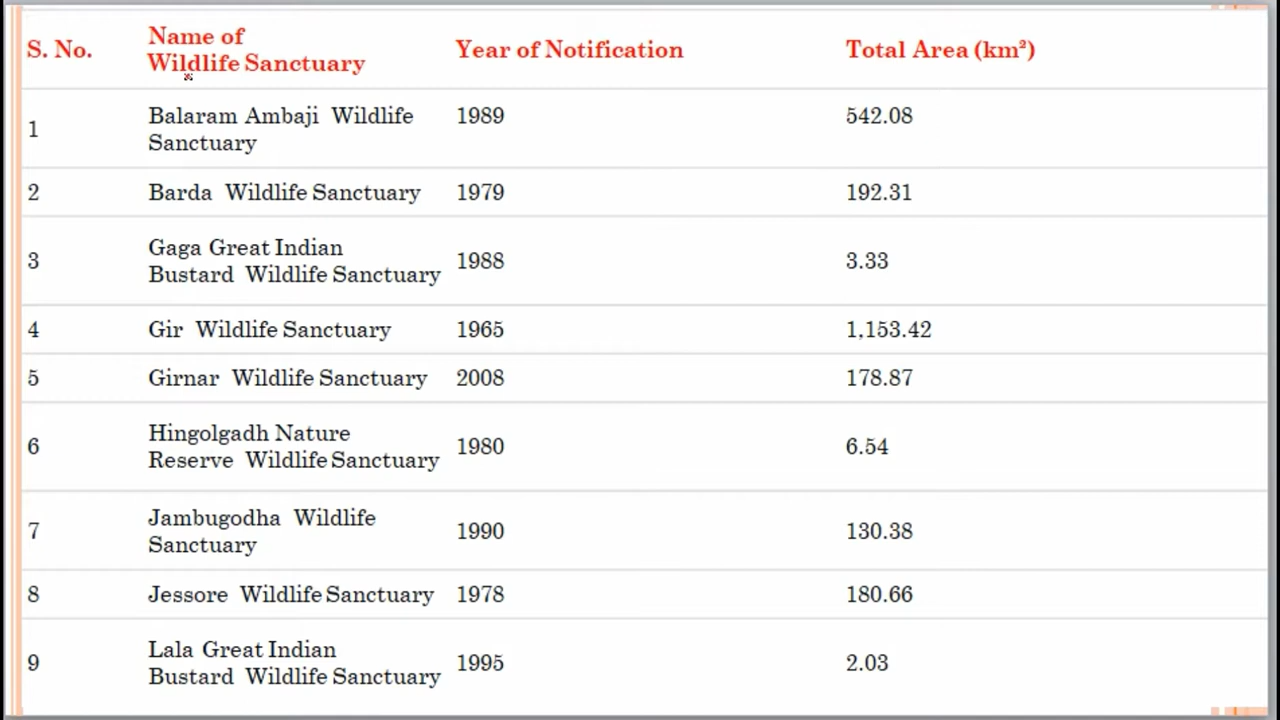 S. No. Name of Wildlife Sanctuary Year of Notification Total Area (km²)
1 Balaram Ambaji Wildlife Sanctuary 1989 542.08
2 Barda Wildlife Sanctuary 1979 192.31
3 Gaga Great Indian Bustard Wildlife Sanctuary 1988 3.33
4 Gir Wildlife Sanctuary 1965 1,153.42
5 Girnar Wildlife Sanctuary 2008 178.87
6 Hingolgadh Nature Reserve Wildlife Sanctuary 1980 6.54
7 Jambugodha Wildlife Sanctuary 1990 130.38
8 Jessore Wildlife Sanctuary 1978 180.66
9 Lala Great Indian Bustard Wildlife Sanctuary 1995 2.03